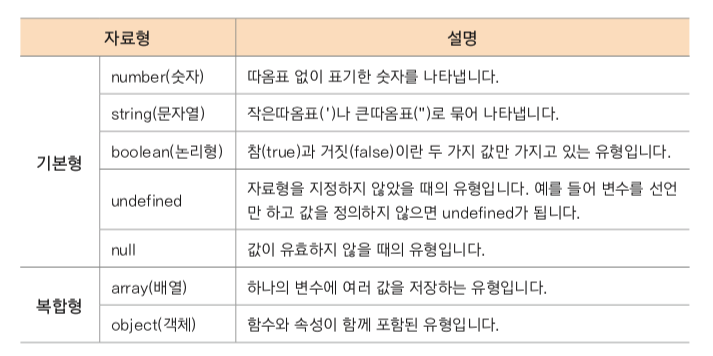 자료형 설명
기본형
number(숫자) 따옴표 없이 표기한 숫자를 나타냅니다.
string(문자열) 작은따옴표(')나 큰따옴표(")로 묶어 나타냅니다.
boolean(논리형) 참(true)과 거짓(false)이란 두 가지 값만 가지고 있는 유형입니다.
undefined 자료형을 지정하지 않았을 때의 유형입니다. 예를 들어 변수를 선언
만 하고 값을 정의하지 않으면 undefined가 됩니다.
null 값이 유효하지 않을 때의 유형입니다.
복합형
array(배열) 하나의 변수에 여러 값을 저장하는 유형입니다.
object(객체) 함수와 속성이 함께 포함된 유형입니다.